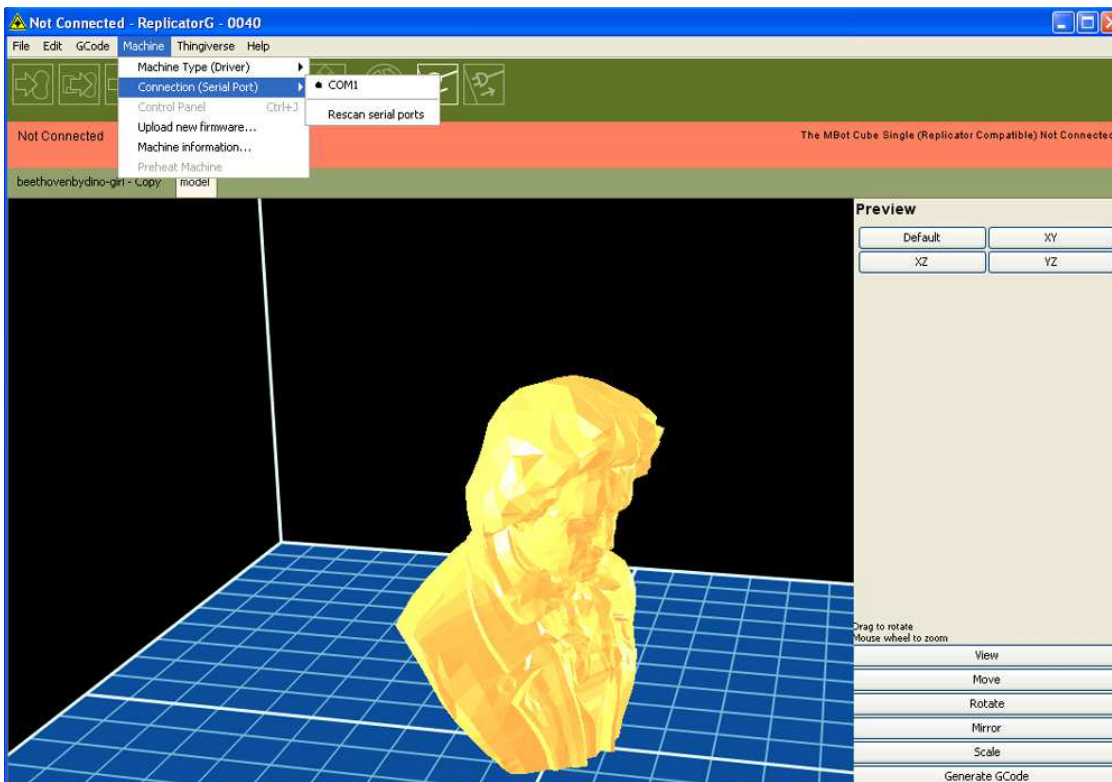 Not Connected - ReplicatorG - 0040
File Edit GCode Machine Thingiverse Help
Machine Type (Driver)
Connection (Serial Port)
COM1
Control Panel Ctrl+J
Rescan serial ports
Upload new firmware...
Machine information...
Preheat Machine
Not Connected
The MBot Cube Single (Replicator Compatible) Not Connected
beethovenbydino-girl - Copy model
Preview
Default XY
XZ YZ
Drag to rotate
Mouse wheel to zoom
View
Move
Rotate
Mirror
Scale
Generate GCode